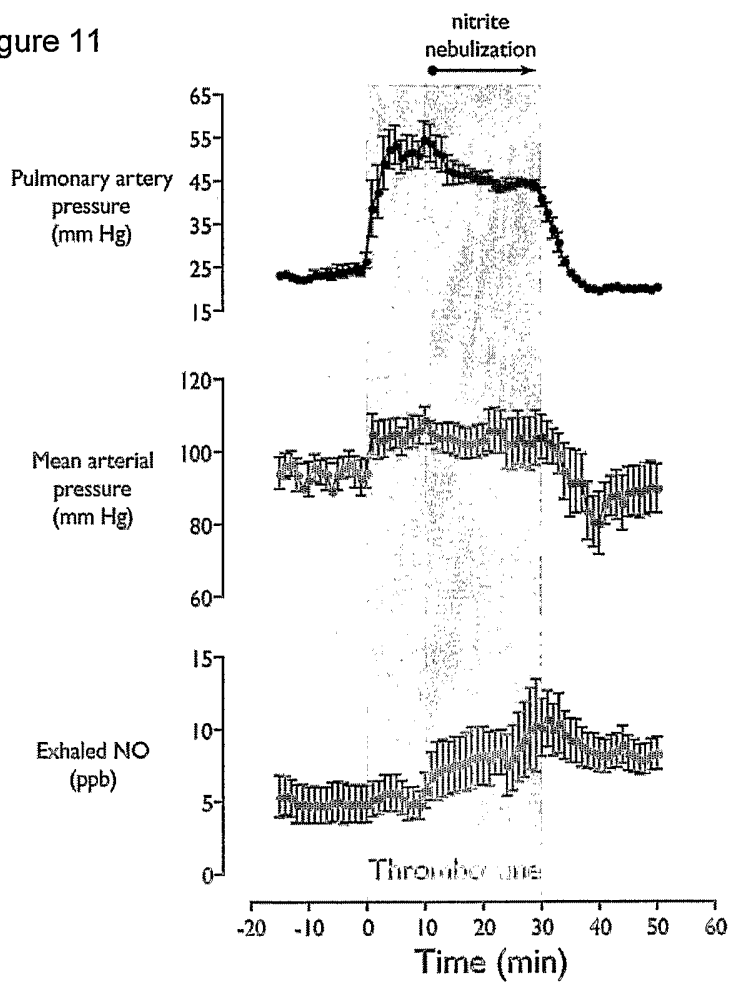 gure 11
nitrite
nebulization
65
55
45
35
25
15
Pulmonary artery
pressure
(mm Hg)
120
100
80
60
Mean arterial
pressure
(mm Hg)
15
10
5
0
Exhaled NO
(ppb)
-20 -10 0 10 20 30 40 50 60
Time (min)